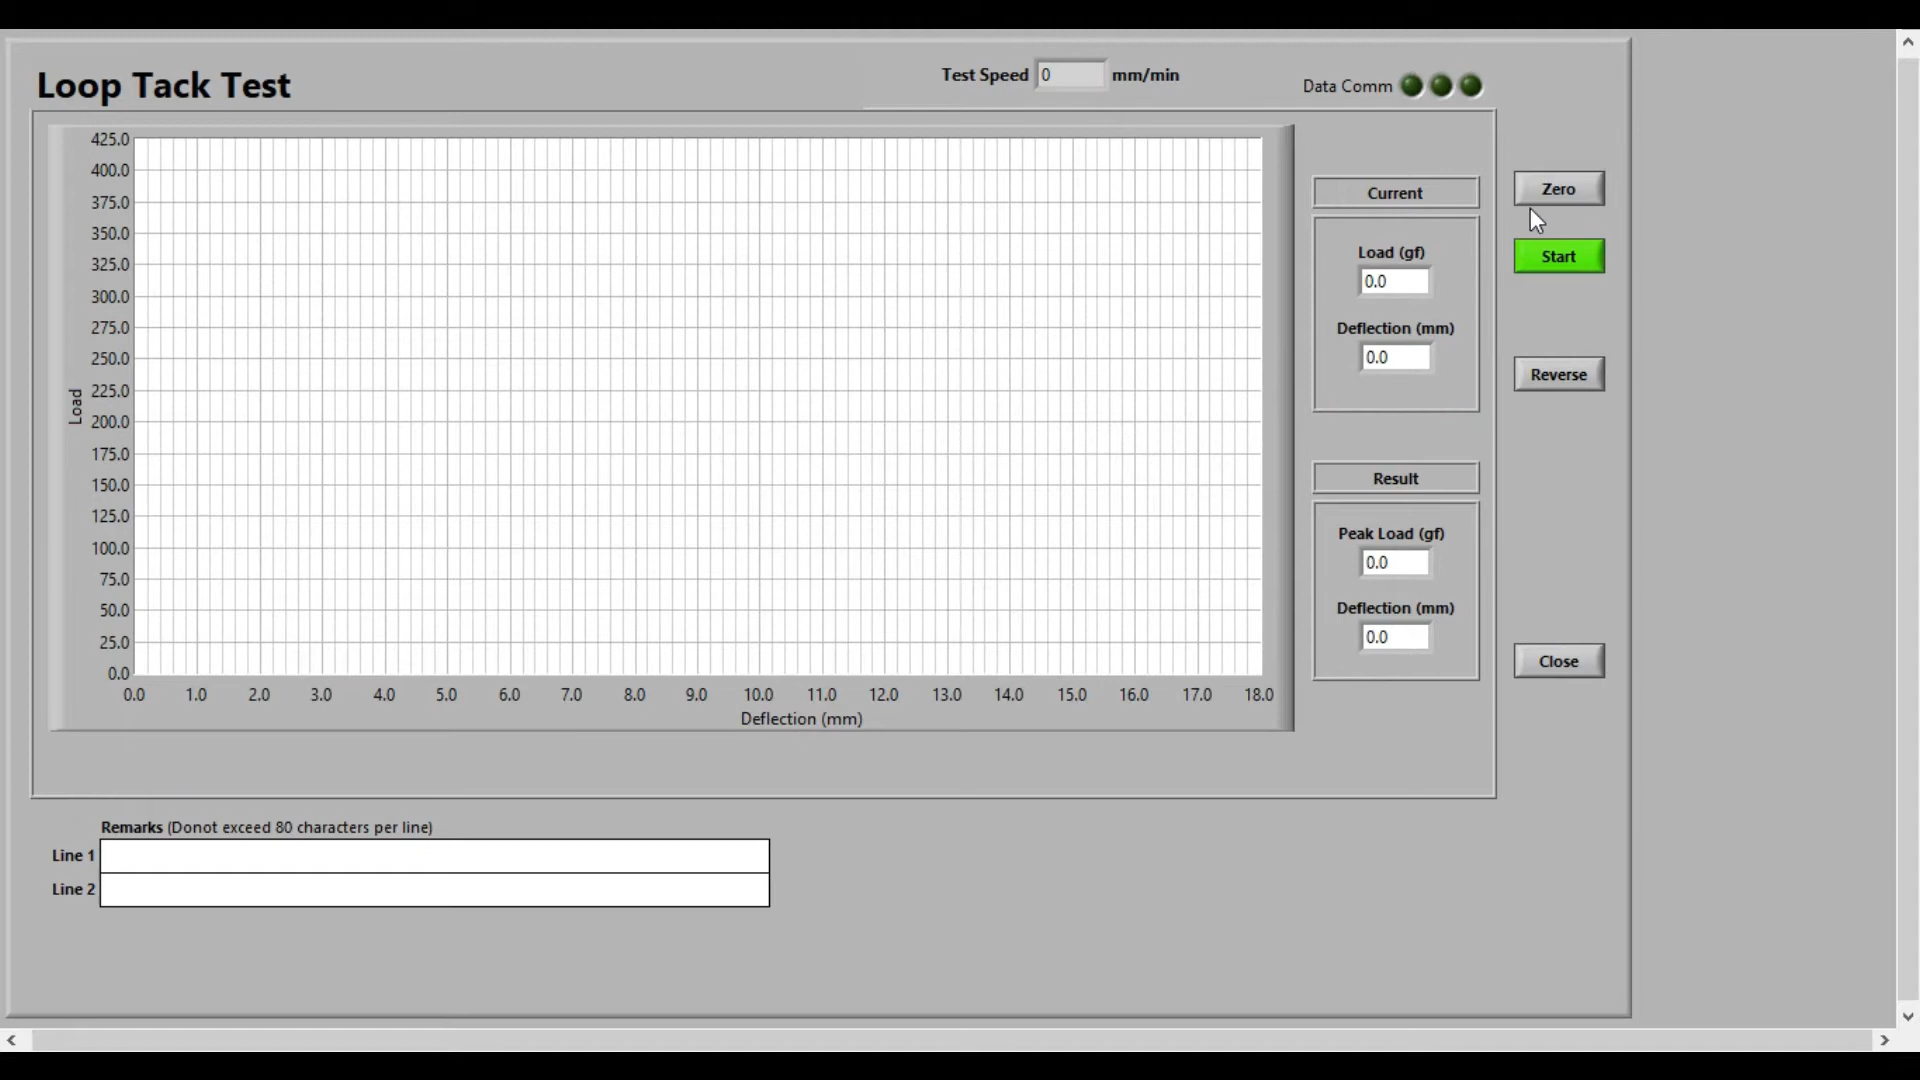 Loop Tack Test
Test Speed 0 mm/min
Data Comm
425.0
400.0
375.0
350.0
325.0
300.0
275.0
250.0
225.0
200.0
175.0
150.0
125.0
100.0
75.0
50.0
25.0
0.0
Load
0.0 1.0 2.0 3.0 4.0 5.0 6.0 7.0 8.0 9.0 10.0 11.0 12.0 13.0 14.0 15.0 16.0 17.0 18.0
Deflection (mm)
Current
Load (gf)
0.0
Deflection (mm)
0.0
Result
Peak Load (gf)
0.0
Deflection (mm)
0.0
Zero
Start
Reverse
Close
Remarks (Donot exceed 80 characters per line)
Line 1
Line 2